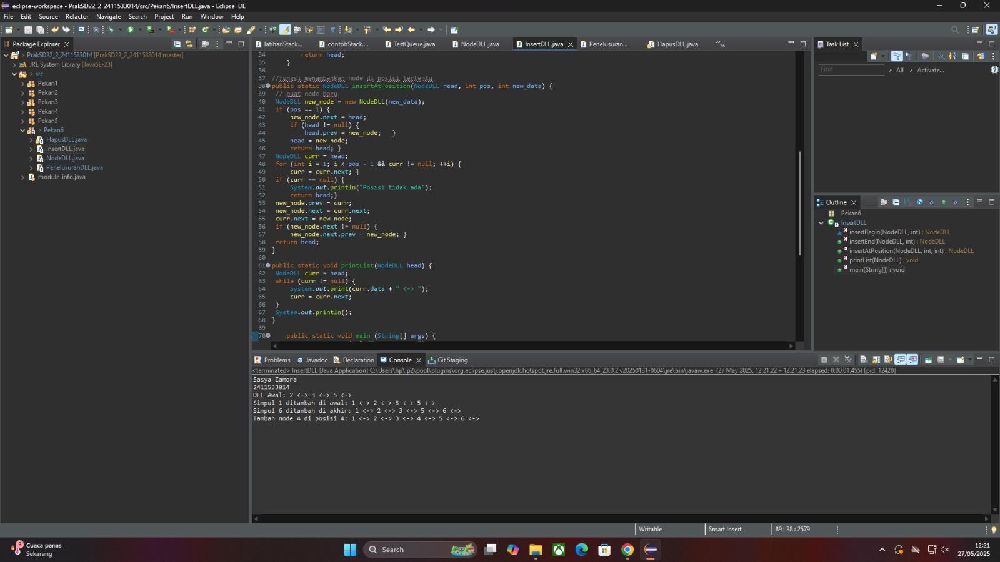 eclipse-workspace - PrakSD22_2_2411533014/src/Pekan6/InsertDLL.java - Eclipse IDE
File Edit Source Refactor Navigate Search Project Run Window Help
Package Explorer
PrakSD22_2_2411533014 [PrakSD22_2_2411533014 master]
JRE System Library [JavaSE-23]
src
Pekan1
Pekan2
Pekan3
Pekan4
Pekan5
Pekan6
HapusDLL.java
InsertDLL.java
NodeDLL.java
PenelusuranDLL.java
module-info.java
latihanStack... contohStack.... TestQueue.java NodeDLL.java InsertDLL.java Penelusuran... HapusDLL.java »16
34 return head;
35 }
36
37 //fungsi menambahkan node di posisi tertentu
38 public static NodeDLL insertAtPosition(NodeDLL head, int pos, int new_data) {
39 // buat node baru
40 NodeDLL new_node = new NodeDLL(new_data);
41 if (pos == 1) {
42 new_node.next = head;
43 if (head != null) {
44 head.prev = new_node; }
45 head = new_node;
46 return head; }
47 NodeDLL curr = head;
48 for (int i = 1; i < pos - 1 && curr != null; ++i) {
49 curr = curr.next; }
50 if (curr == null) {
51 System.out.println("Posisi tidak ada");
52 return head;}
53 new_node.prev = curr;
54 new_node.next = curr.next;
55 curr.next = new_node;
56 if (new_node.next != null) {
57 new_node.next.prev = new_node; }
58 return head;
59 }
60
61 public static void printList(NodeDLL head) {
62 NodeDLL curr = head;
63 while (curr != null) {
64 System.out.print(curr.data + " <-> ");
65 curr = curr.next;
66 }
67 System.out.println();
68 }
69
70 public static void main (String[] args) {
Task List
Find All Activate...
Outline
Pekan6
InsertDLL
insertBegin(NodeDLL, int) : NodeDLL
insertEnd(NodeDLL, int) : NodeDLL
insertAtPosition(NodeDLL, int, int) : NodeDLL
printList(NodeDLL) : void
main(String[]) : void
Problems Javadoc Declaration Console Git Staging
<terminated> InsertDLL [Java Application] C:\Users\hp\.p2\pool\plugins\org.eclipse.justj.openjdk.hotspot.jre.full.win32.x86_64_23.0.2.v20250131-0604\jre\bin\javaw.exe (27 May 2025, 12.21.22 – 12.21.23 elapsed: 0:00:01.455) [pid: 12420]
Sasya Zamora
2411533014
DLL Awal: 2 <-> 3 <-> 5 <->
Simpul 1 ditambah di awal: 1 <-> 2 <-> 3 <-> 5 <->
Simpul 6 ditambah di akhir: 1 <-> 2 <-> 3 <-> 5 <-> 6 <->
Tambah node 4 di posisi 4: 1 <-> 2 <-> 3 <-> 4 <-> 5 <-> 6 <->
Writable Smart Insert 89 : 38 : 2579
3 Cuaca panas
Sekarang
Search
12:21
27/05/2025